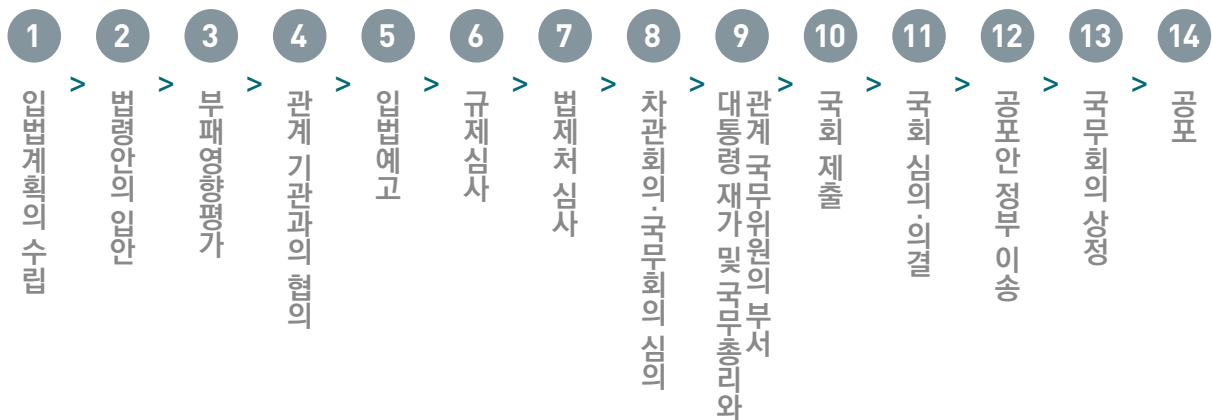 1
>
입법계획의 수립
2
>
법령안의 입안
3
>
부패영향평가
4
>
관계 기관과의 협의
5
>
입법예고
6
>
규제심사
7
>
법제처 심사
8
>
차관회의·국무회의 심의
9
>
대통령 재가 및 국무총리와
관계 국무위원의 부서
10
>
국회 제출
11
>
국회 심의·의결
12
>
공포안 정부 이송
13
>
국무회의 상정
14
공포